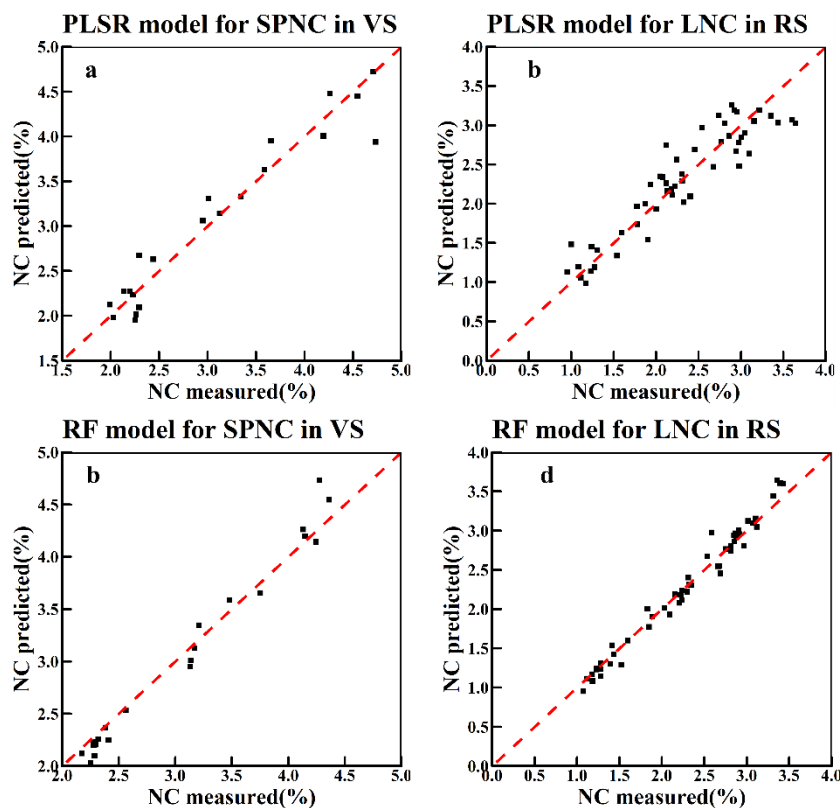 PLSR model for SPNC in VS
a
NC predicted(%)
5.0
4.5
4.0
3.5
3.0
2.5
2.0
1.5
1.5 2.0 2.5 3.0 3.5 4.0 4.5 5.0
NC measured(%)
PLSR model for LNC in RS
b
NC predicted(%)
4.0
3.5
3.0
2.5
2.0
1.5
1.0
0.5
0.0
0.0 0.5 1.0 1.5 2.0 2.5 3.0 3.5 4.0
NC measured(%)
RF model for SPNC in VS
b
NC predicted(%)
5.0
4.5
4.0
3.5
3.0
2.5
2.0
2.0 2.5 3.0 3.5 4.0 4.5 5.0
NC measured(%)
RF model for LNC in RS
d
NC predicted(%)
4.0
3.5
3.0
2.5
2.0
1.5
1.0
0.5
0.0
0.0 0.5 1.0 1.5 2.0 2.5 3.0 3.5 4.0
NC measured(%)